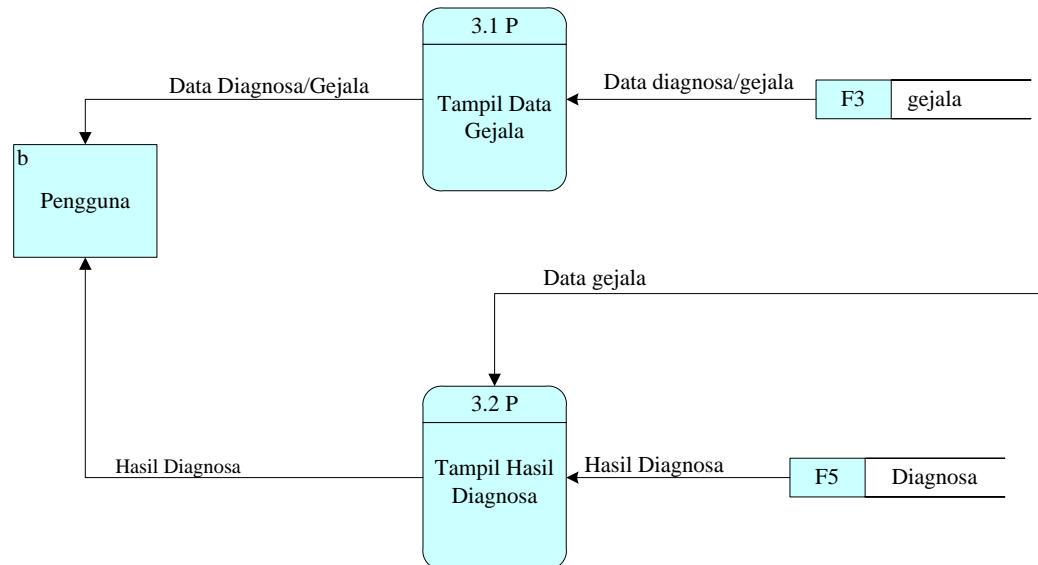 3.1 P
Data Diagnosa/Gejala
Tampil Data
Gejala
Data diagnosa/gejala
F3
gejala
b
Pengguna
Data gejala
3.2 P
Hasil Diagnosa
Tampil Hasil
Diagnosa
Hasil Diagnosa
F5
Diagnosa